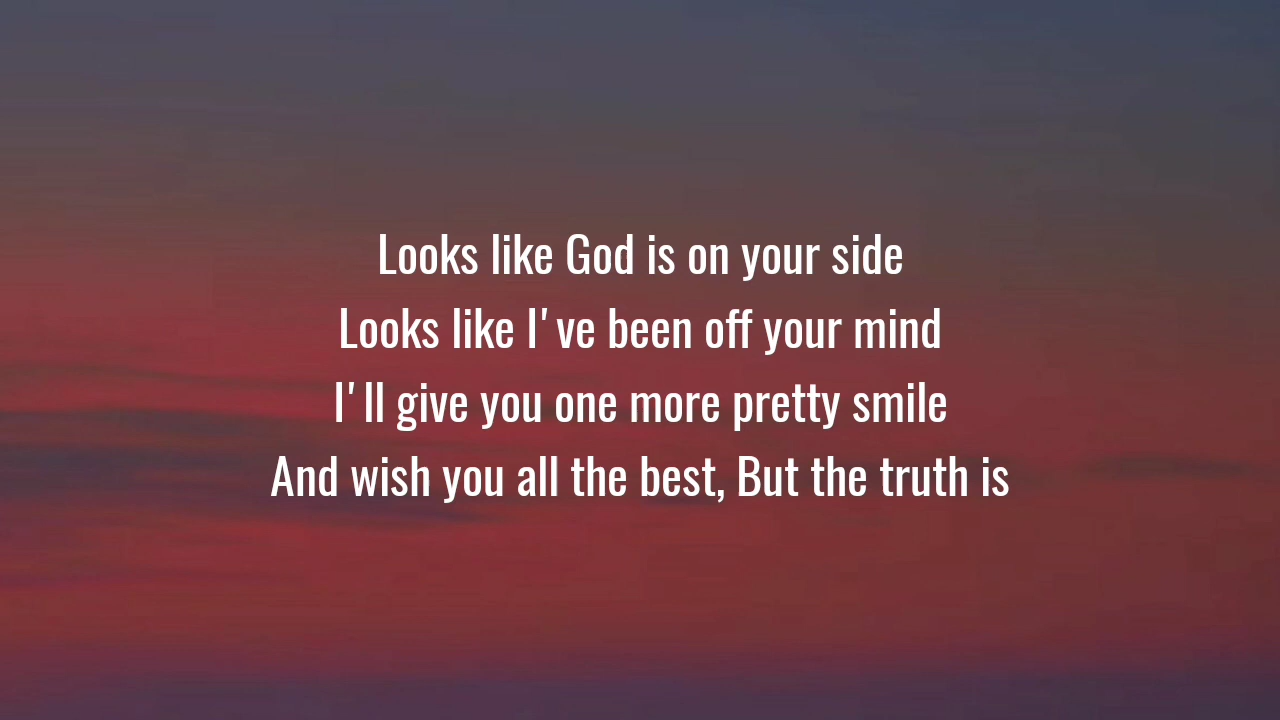 Looks like God is on your side
Looks like I've been off your mind
I'll give you one more pretty smile
And wish you all the best, But the truth is